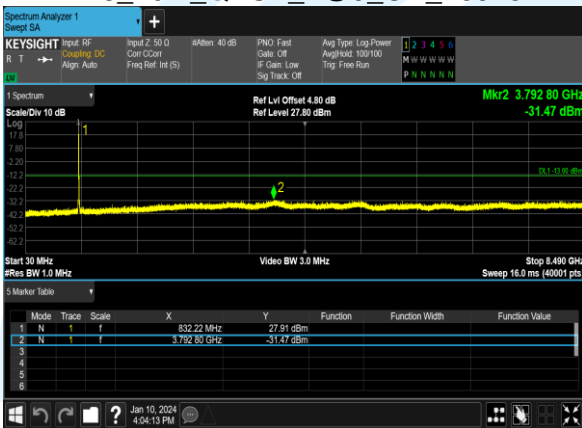 Spectrum Analyzer 1
Swept SA
KEYSIGHT
R T
LW
Input: RF
Coupling: DC
Align: Auto
Input Z: 50 Ω
Corr CCorr
Freq Ref: Int (S)
#Atten: 40 dB
PNO: Fast
Gate: Off
IF Gain: Low
Sig Track: Off
Avg Type: Log-Power
Avg|Hold: 100/100
Trig: Free Run
1 2 3 4 5 6
M W W W W W
P N N N N N
1 Spectrum
Scale/Div 10 dB
Ref Lvl Offset 4.80 dB
Ref Level 27.80 dBm
Mkr2 3.792 80 GHz
-31.47 dBm
Log
17.8
7.80
-2.20
-12.2
-22.2
-32.2
-42.2
-52.2
-62.2
1
2
DL1 -13.00 dBm
Start 30 MHz
#Res BW 1.0 MHz
Video BW 3.0 MHz
Stop 8.490 GHz
Sweep 16.0 ms (40001 pts)
5 Marker Table
Mode Trace Scale X Y Function Function Width Function Value
1 N 1 f 832.22 MHz 27.91 dBm
2 N 1 f 3.792 80 GHz -31.47 dBm
3
4
5
6
?
Jan 10, 2024
4:04:13 PM